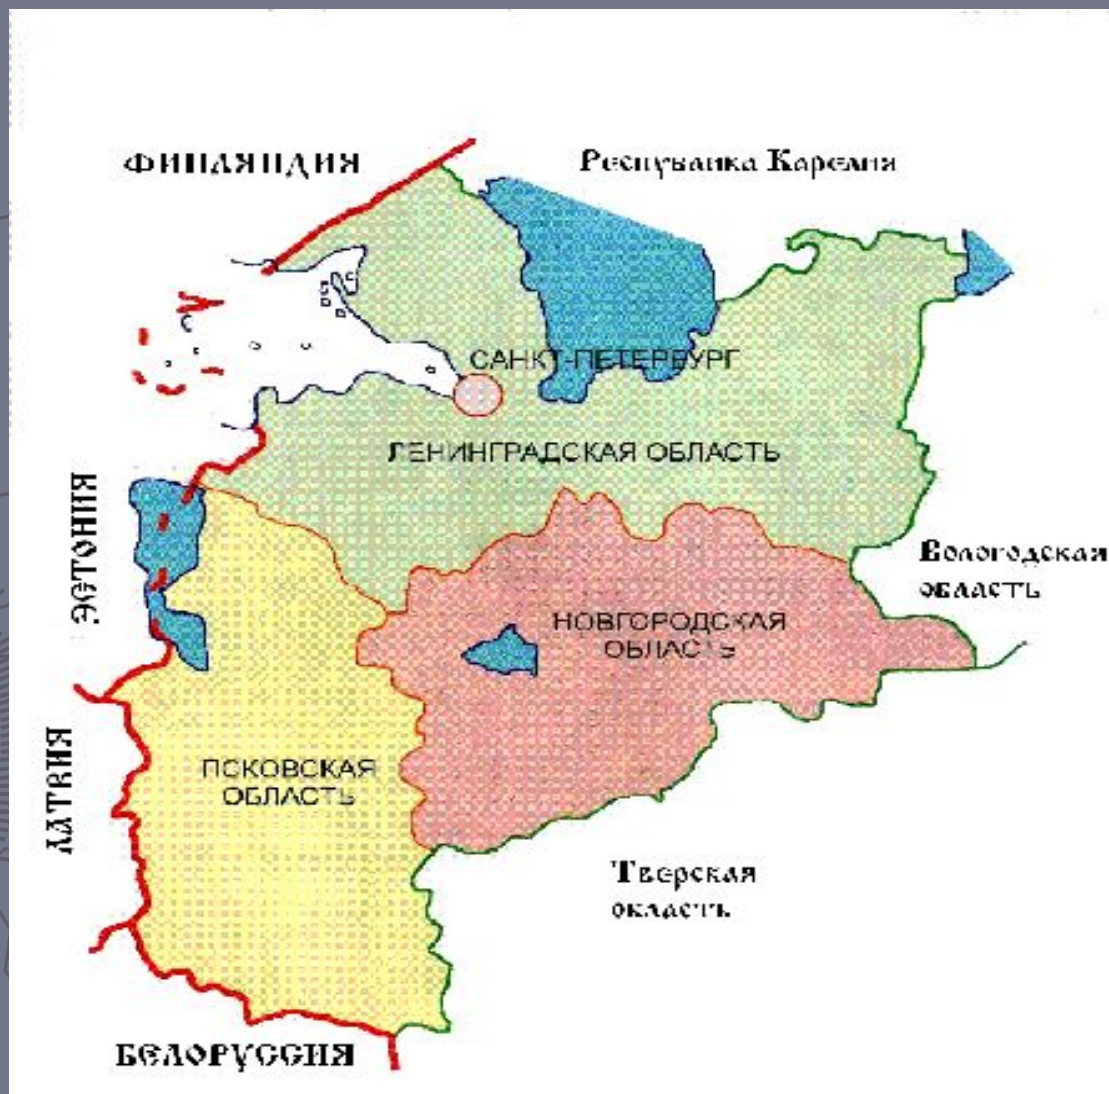 ФИНЛЯНДИЯ
Республика Карелия
САНКТ-ПЕТЕРБУРГ
ЛЕНИНГРАДСКАЯ ОБЛАСТЬ
ЭСТОНИЯ
Вологодская
область
НОВГОРОДСКАЯ
ОБЛАСТЬ
ЛАТВИЯ
ПСКОВСКАЯ
ОБЛАСТЬ
Тверская
область
БЕЛОРУССИЯ